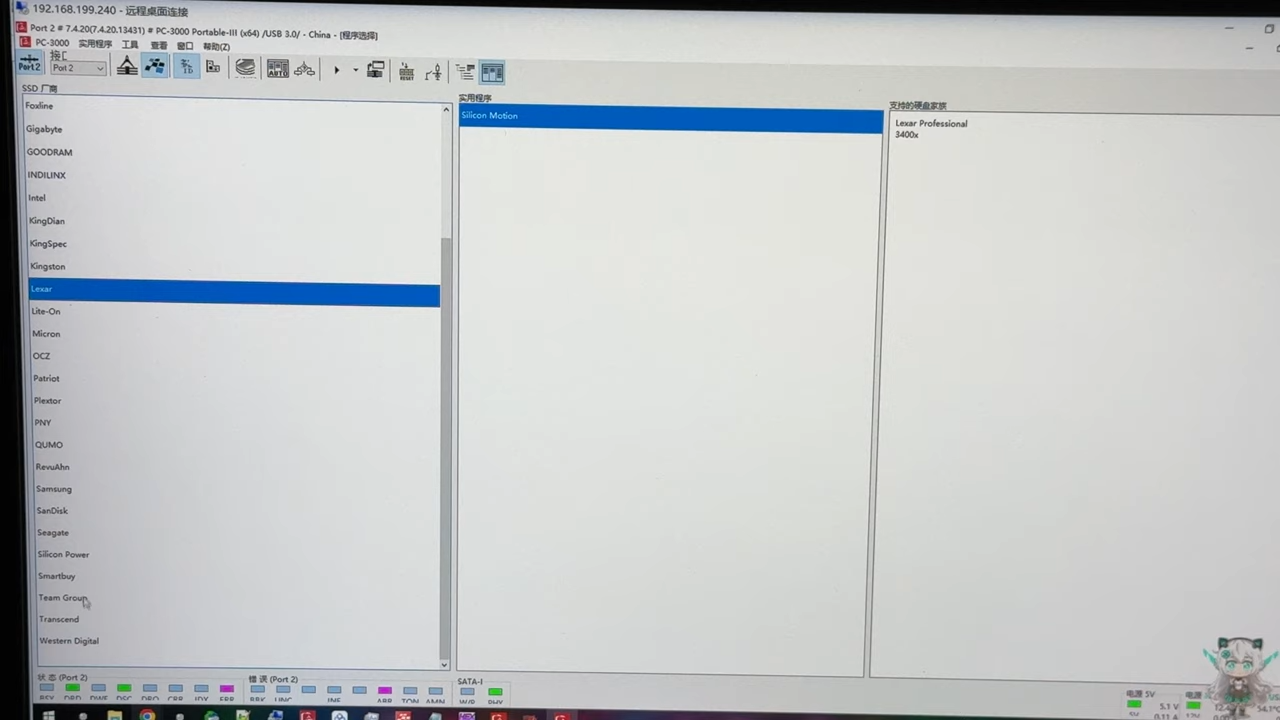 192.168.199.240 - 远程桌面连接
Port 2 # 7.4.20(7.4.20.13431) # PC-3000 Portable-III (x64) /USB 3.0/ - China - [程序选择]
PC-3000 实用程序 工具 查看 窗口 帮助(Z)
Port2
Port 2
AUTO
RESET
SSD 厂商
Foxline
Gigabyte
GOODRAM
INDILINX
Intel
KingDian
KingSpec
Kingston
Lexar
Lite-On
Micron
OCZ
Patriot
Plextor
PNY
QUMO
RevuAhn
Samsung
SanDisk
Seagate
Silicon Power
Smartbuy
Team Group
Transcend
Western Digital
实用程序
Silicon Motion
支持的硬盘家族
Lexar Professional
3400x
状态 (Port 2)
错误 (Port 2)
SATA-I
电源 5V
5.1 V